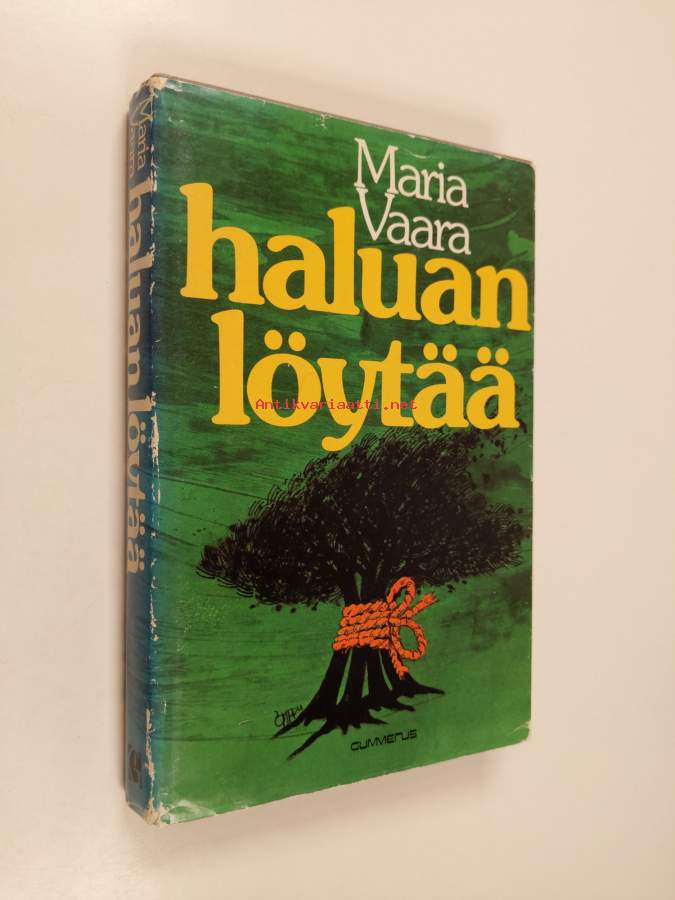 Maria
Vaara
haluan
löytää
Antikvariaatti.net
GUMMERUS
Maria
Vaara
haluan löytää